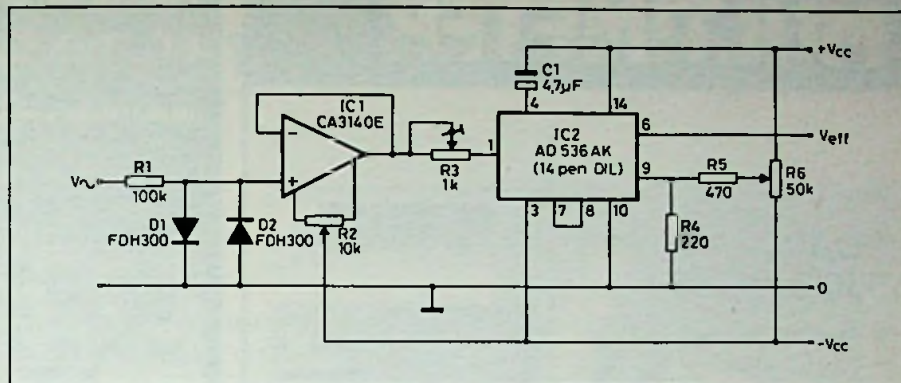 +Vcc
C1
4,7µF
IC1
CA3140E
4
14
IC2
AD 536 AK
(14 pen DIL)
6
Veff
1
9
R5
470
R6
50k
R3
1k
V~
R1
100k
-
+
3
7
8
10
R4
220
D1
FDH300
D2
FDH300
R2
10k
0
-Vcc